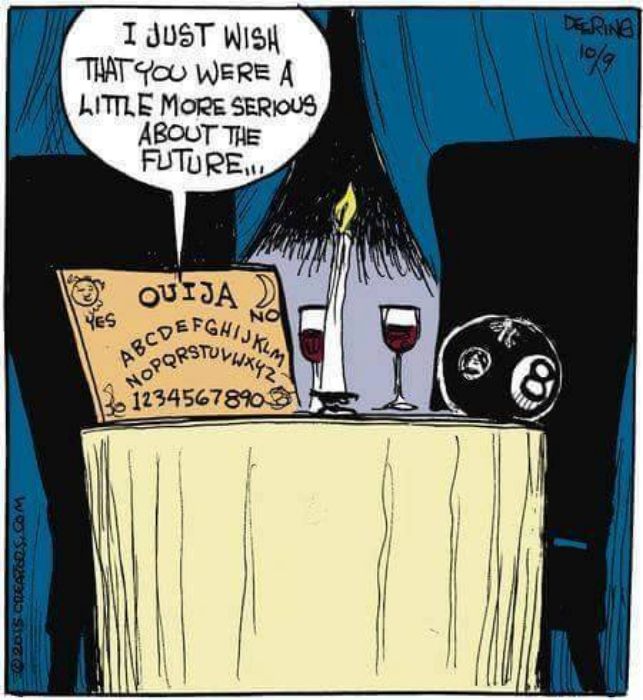 DEERING
10/9
I JUST WISH
THAT YOU WERE A
LITTLE MORE SERIOUS
ABOUT THE
FUTURE...
OUIJA
YES
NO
ABCDEFGHIJKLM
NOPQRSTUVWXYZ
1234567890
8
© 2015 CREATORS.COM